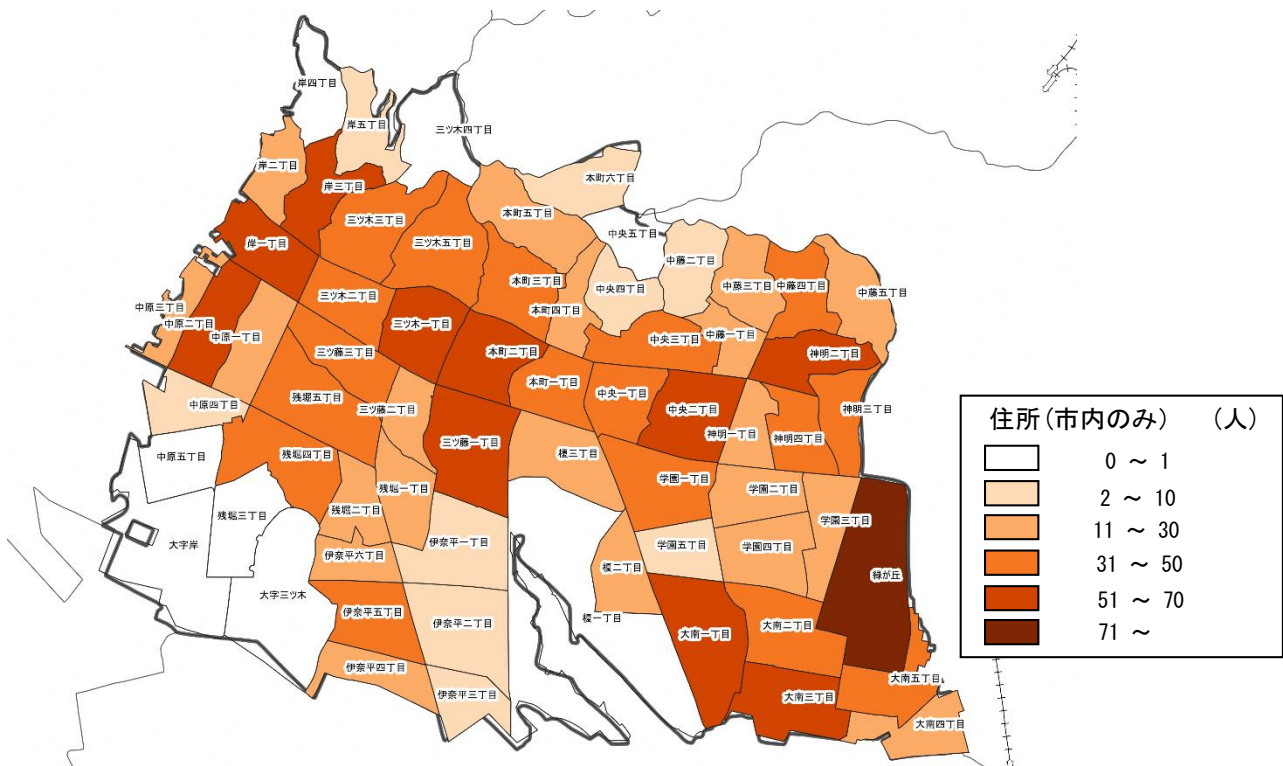 岸四丁目
岸五丁目
三ツ木四丁目
岸二丁目
岸三丁目
本町六丁目
三ツ木三丁目
本町五丁目
岸一丁目
三ツ木五丁目
中央五丁目
中藤二丁目
本町三丁目
中央四丁目
中藤三丁目
中藤四丁目
中藤五丁目
三ツ木二丁目
中原三丁目
本町四丁目
中原二丁目
三ツ木一丁目
中原一丁目
中央三丁目
中藤一丁目
三ツ藤三丁目
本町二丁目
神明二丁目
本町一丁目
残堀五丁目
中央一丁目
中原四丁目
三ツ藤二丁目
中央二丁目
神明三丁目
神明一丁目
神明四丁目
三ツ藤一丁目
榎三丁目
中原五丁目
残堀四丁目
残堀一丁目
学園一丁目
学園二丁目
残堀二丁目
残堀三丁目
学園三丁目
大字岸
伊奈平一丁目
学園五丁目
学園四丁目
伊奈平六丁目
榎二丁目
緑が丘
大字三ツ木
榎一丁目
伊奈平五丁目
伊奈平二丁目
大南一丁目
大南二丁目
伊奈平四丁目
伊奈平三丁目
大南三丁目
大南五丁目
大南四丁目
住所(市内のみ) (人)
0 ～ 1
2 ～ 10
11 ～ 30
31 ～ 50
51 ～ 70
71 ～